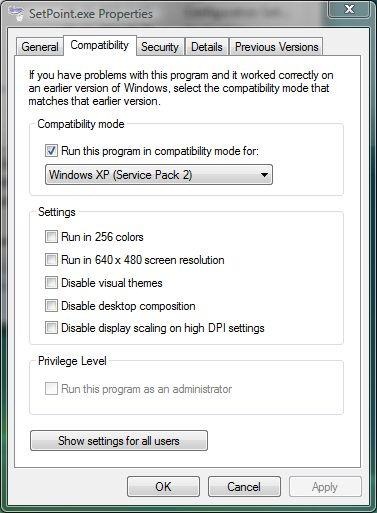 SetPoint.exe Properties
General Compatibility Security Details Previous Versions
If you have problems with this program and it worked correctly on
an earlier version of Windows, select the compatibility mode that
matches that earlier version.
Compatibility mode
Run this program in compatibility mode for:
Windows XP (Service Pack 2)
Settings
Run in 256 colors
Run in 640 x 480 screen resolution
Disable visual themes
Disable desktop composition
Disable display scaling on high DPI settings
Privilege Level
Run this program as an administrator
Show settings for all users
OK Cancel Apply